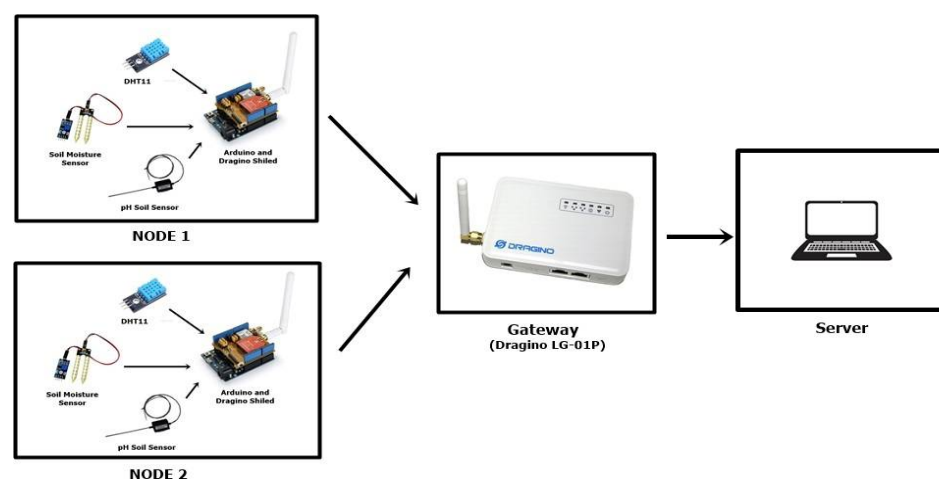 DHT11
Soil Moisture
Sensor
Arduino and
Dragino Shiled
pH Soil Sensor
NODE 1
DHT11
Soil Moisture
Sensor
Arduino and
Dragino Shiled
pH Soil Sensor
NODE 2
DRAGINO
Gateway
(Dragino LG-01P)
Server